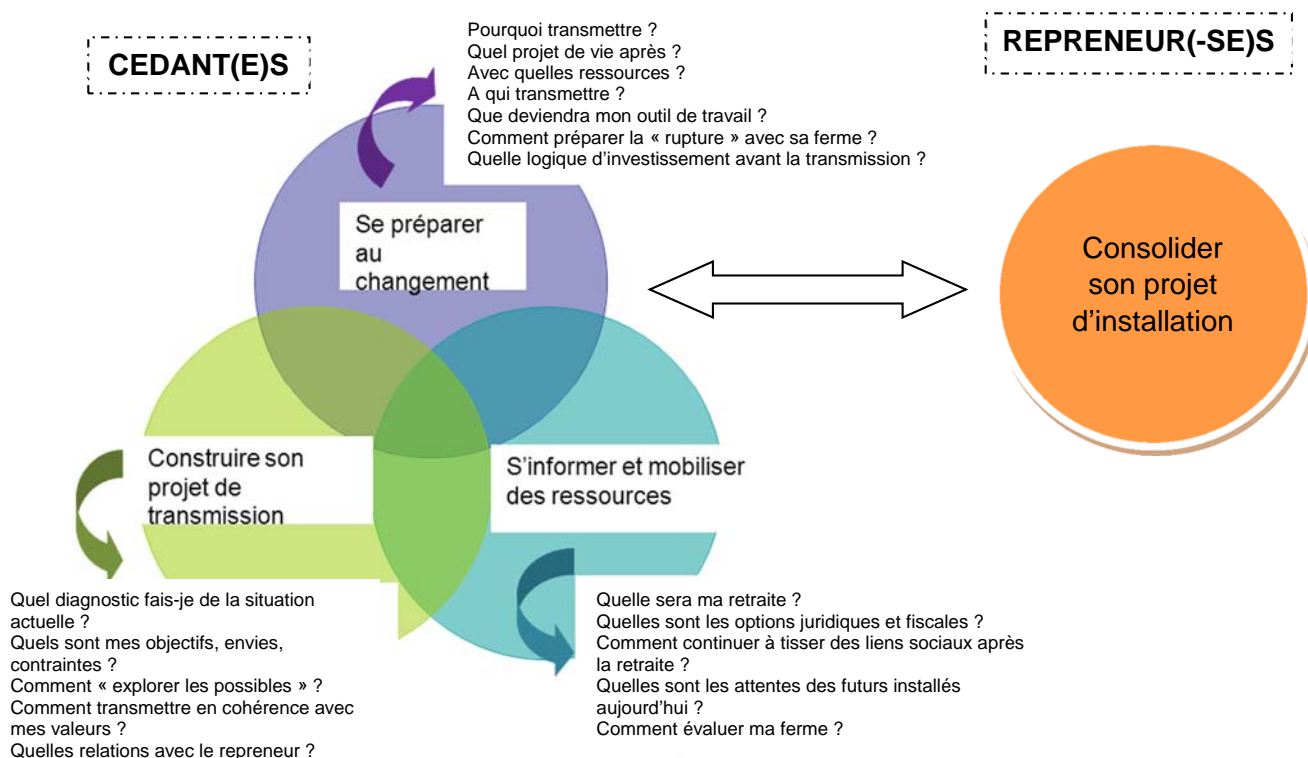 CEDANT(E)S
Pourquoi transmettre ?
Quel projet de vie après ?
Avec quelles ressources ?
A qui transmettre ?
Que deviendra mon outil de travail ?
Comment préparer la « rupture » avec sa ferme ?
Quelle logique d'investissement avant la transmission ?
REPRENEUR(-SE)S
Se préparer
au
changement
Consolider
son projet
d'installation
Construire son
projet de
transmission
S'informer et mobiliser
des ressources
Quel diagnostic fais-je de la situation
actuelle ?
Quels sont mes objectifs, envies,
contraintes ?
Comment « explorer les possibles » ?
Comment transmettre en cohérence avec
mes valeurs ?
Quelles relations avec le repreneur ?
Quelle sera ma retraite ?
Quelles sont les options juridiques et fiscales ?
Comment continuer à tisser des liens sociaux après
la retraite ?
Quelles sont les attentes des futurs installés
aujourd'hui ?
Comment évaluer ma ferme ?